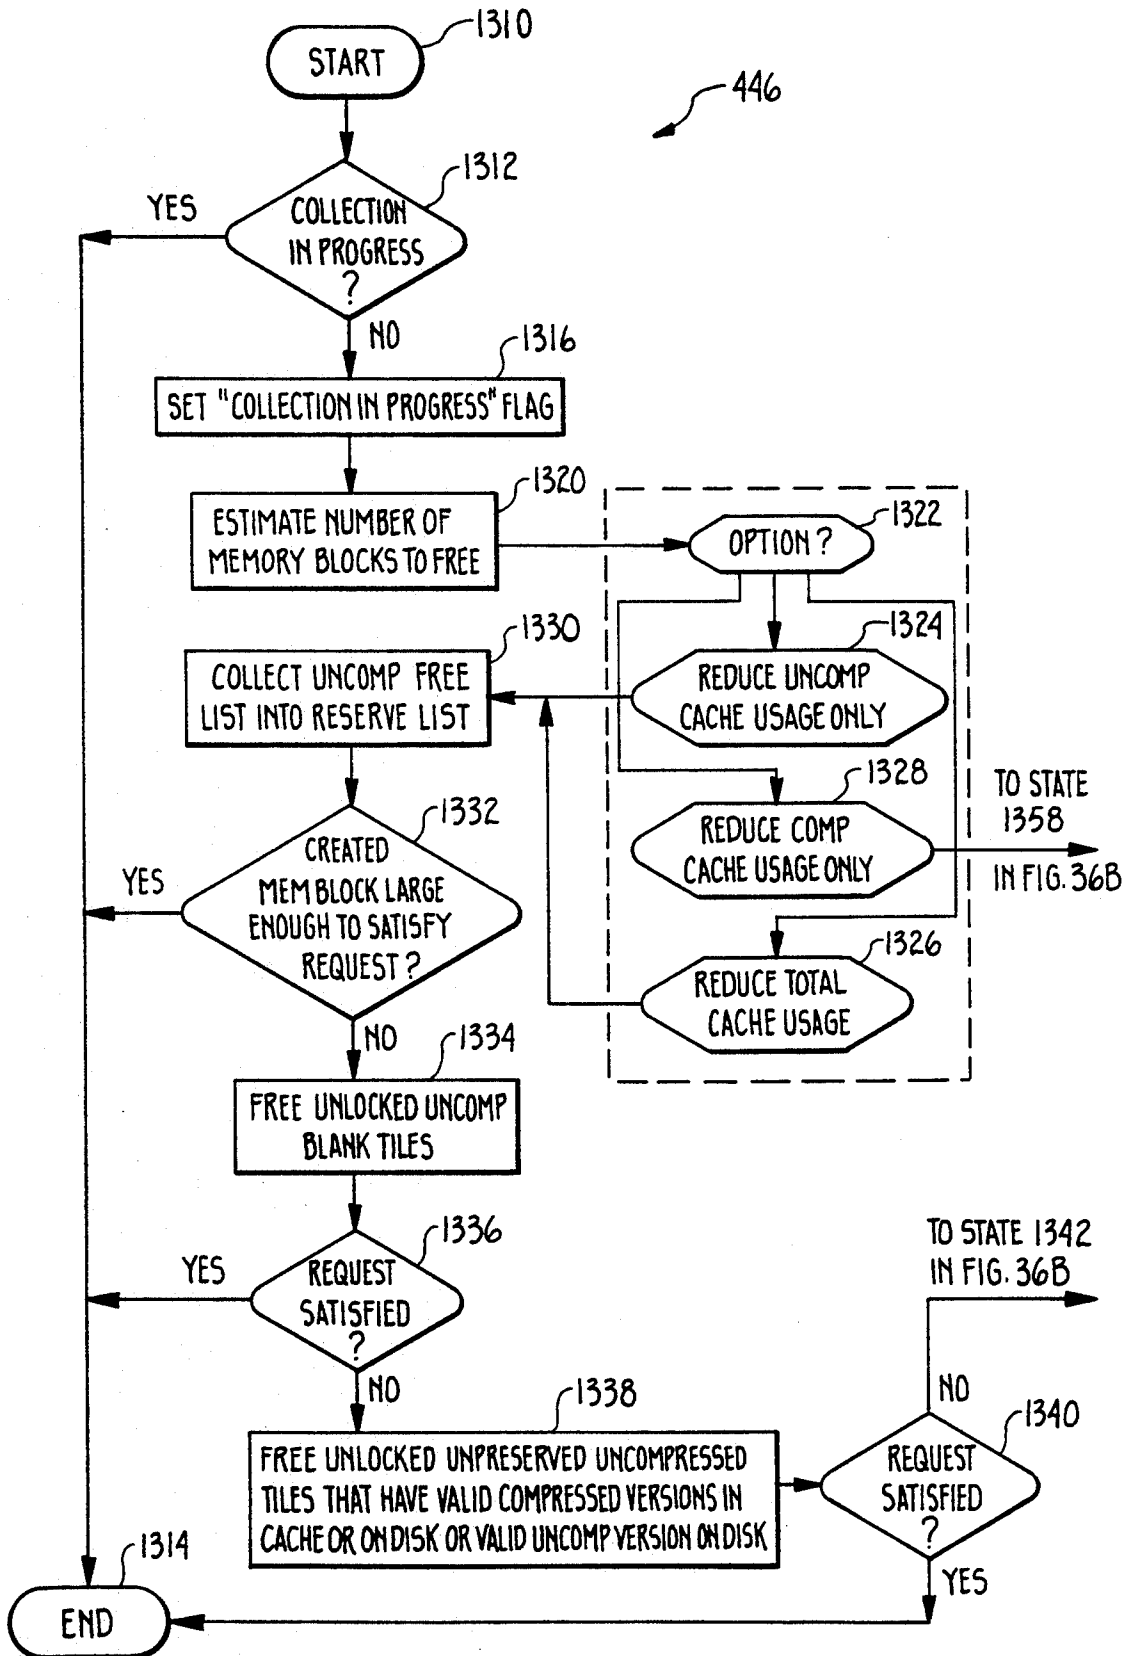 1310
START
446
1312
YES
COLLECTION
IN PROGRESS
?
NO
1316
SET "COLLECTION IN PROGRESS" FLAG
1320
ESTIMATE NUMBER OF
MEMORY BLOCKS TO FREE
1322
OPTION ?
1330
COLLECT UNCOMP FREE
LIST INTO RESERVE LIST
1324
REDUCE UNCOMP
CACHE USAGE ONLY
1328
REDUCE COMP
CACHE USAGE ONLY
TO STATE
1358
IN FIG. 36B
1332
CREATED
MEM BLOCK LARGE
ENOUGH TO SATISFY
REQUEST ?
YES
NO
1326
REDUCE TOTAL
CACHE USAGE
1334
FREE UNLOCKED UNCOMP
BLANK TILES
1336
YES
REQUEST
SATISFIED
?
NO
TO STATE 1342
IN FIG. 36B
1338
FREE UNLOCKED UNPRESERVED UNCOMPRESSED
TILES THAT HAVE VALID COMPRESSED VERSIONS IN
CACHE OR ON DISK OR VALID UNCOMP VERSION ON DISK
NO
1340
REQUEST
SATISFIED
?
YES
1314
END